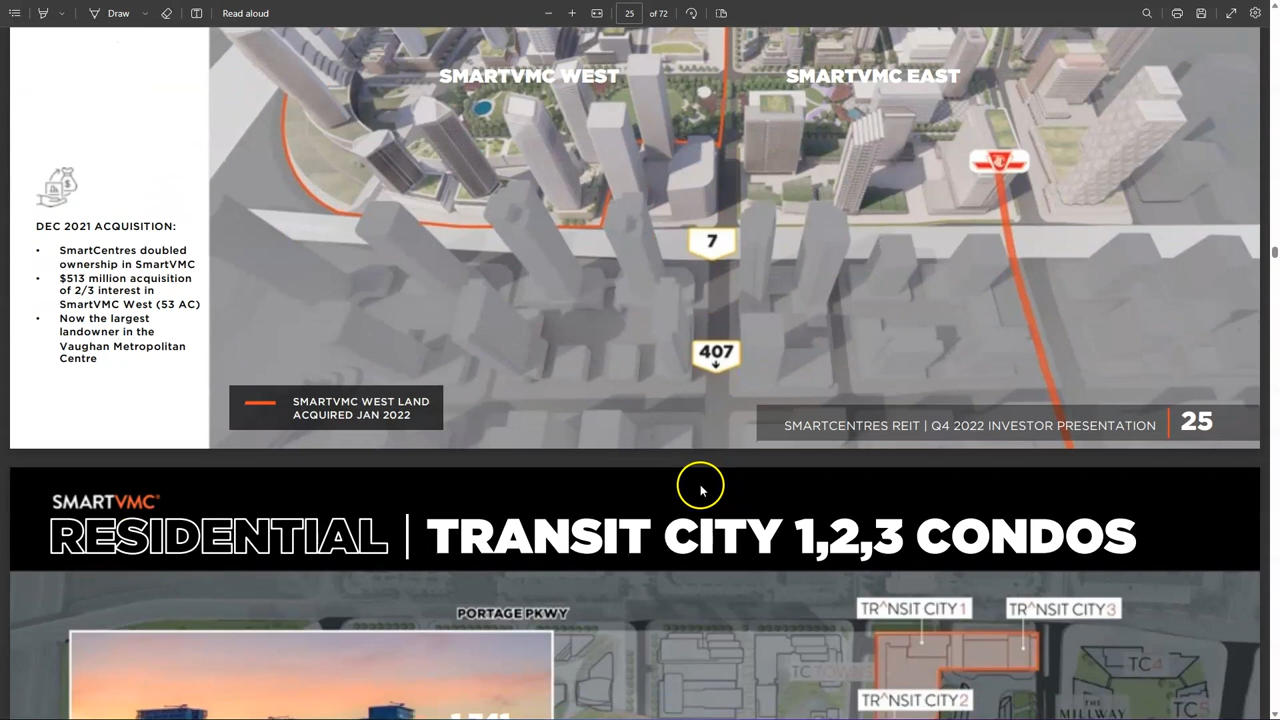 Draw
Read aloud
25
of 72
SMARTVMC WEST
SMARTVMC EAST
DEC 2021 ACQUISITION:
• SmartCentres doubled
ownership in SmartVMC
• $513 million acquisition
of 2/3 interest in
SmartVMC West (53 AC)
• Now the largest
landowner in the
Vaughan Metropolitan
Centre
7
407
SMARTVMC WEST LAND
ACQUIRED JAN 2022
SMARTCENTRES REIT | Q4 2022 INVESTOR PRESENTATION
25
SMARTVMC®
RESIDENTIAL | TRANSIT CITY 1,2,3 CONDOS
PORTAGE PKWY
TR^NSIT CITY 1
TR^NSIT CITY 3
TC4
TR^NSIT CITY 2
THE
MILLWAY
TC5